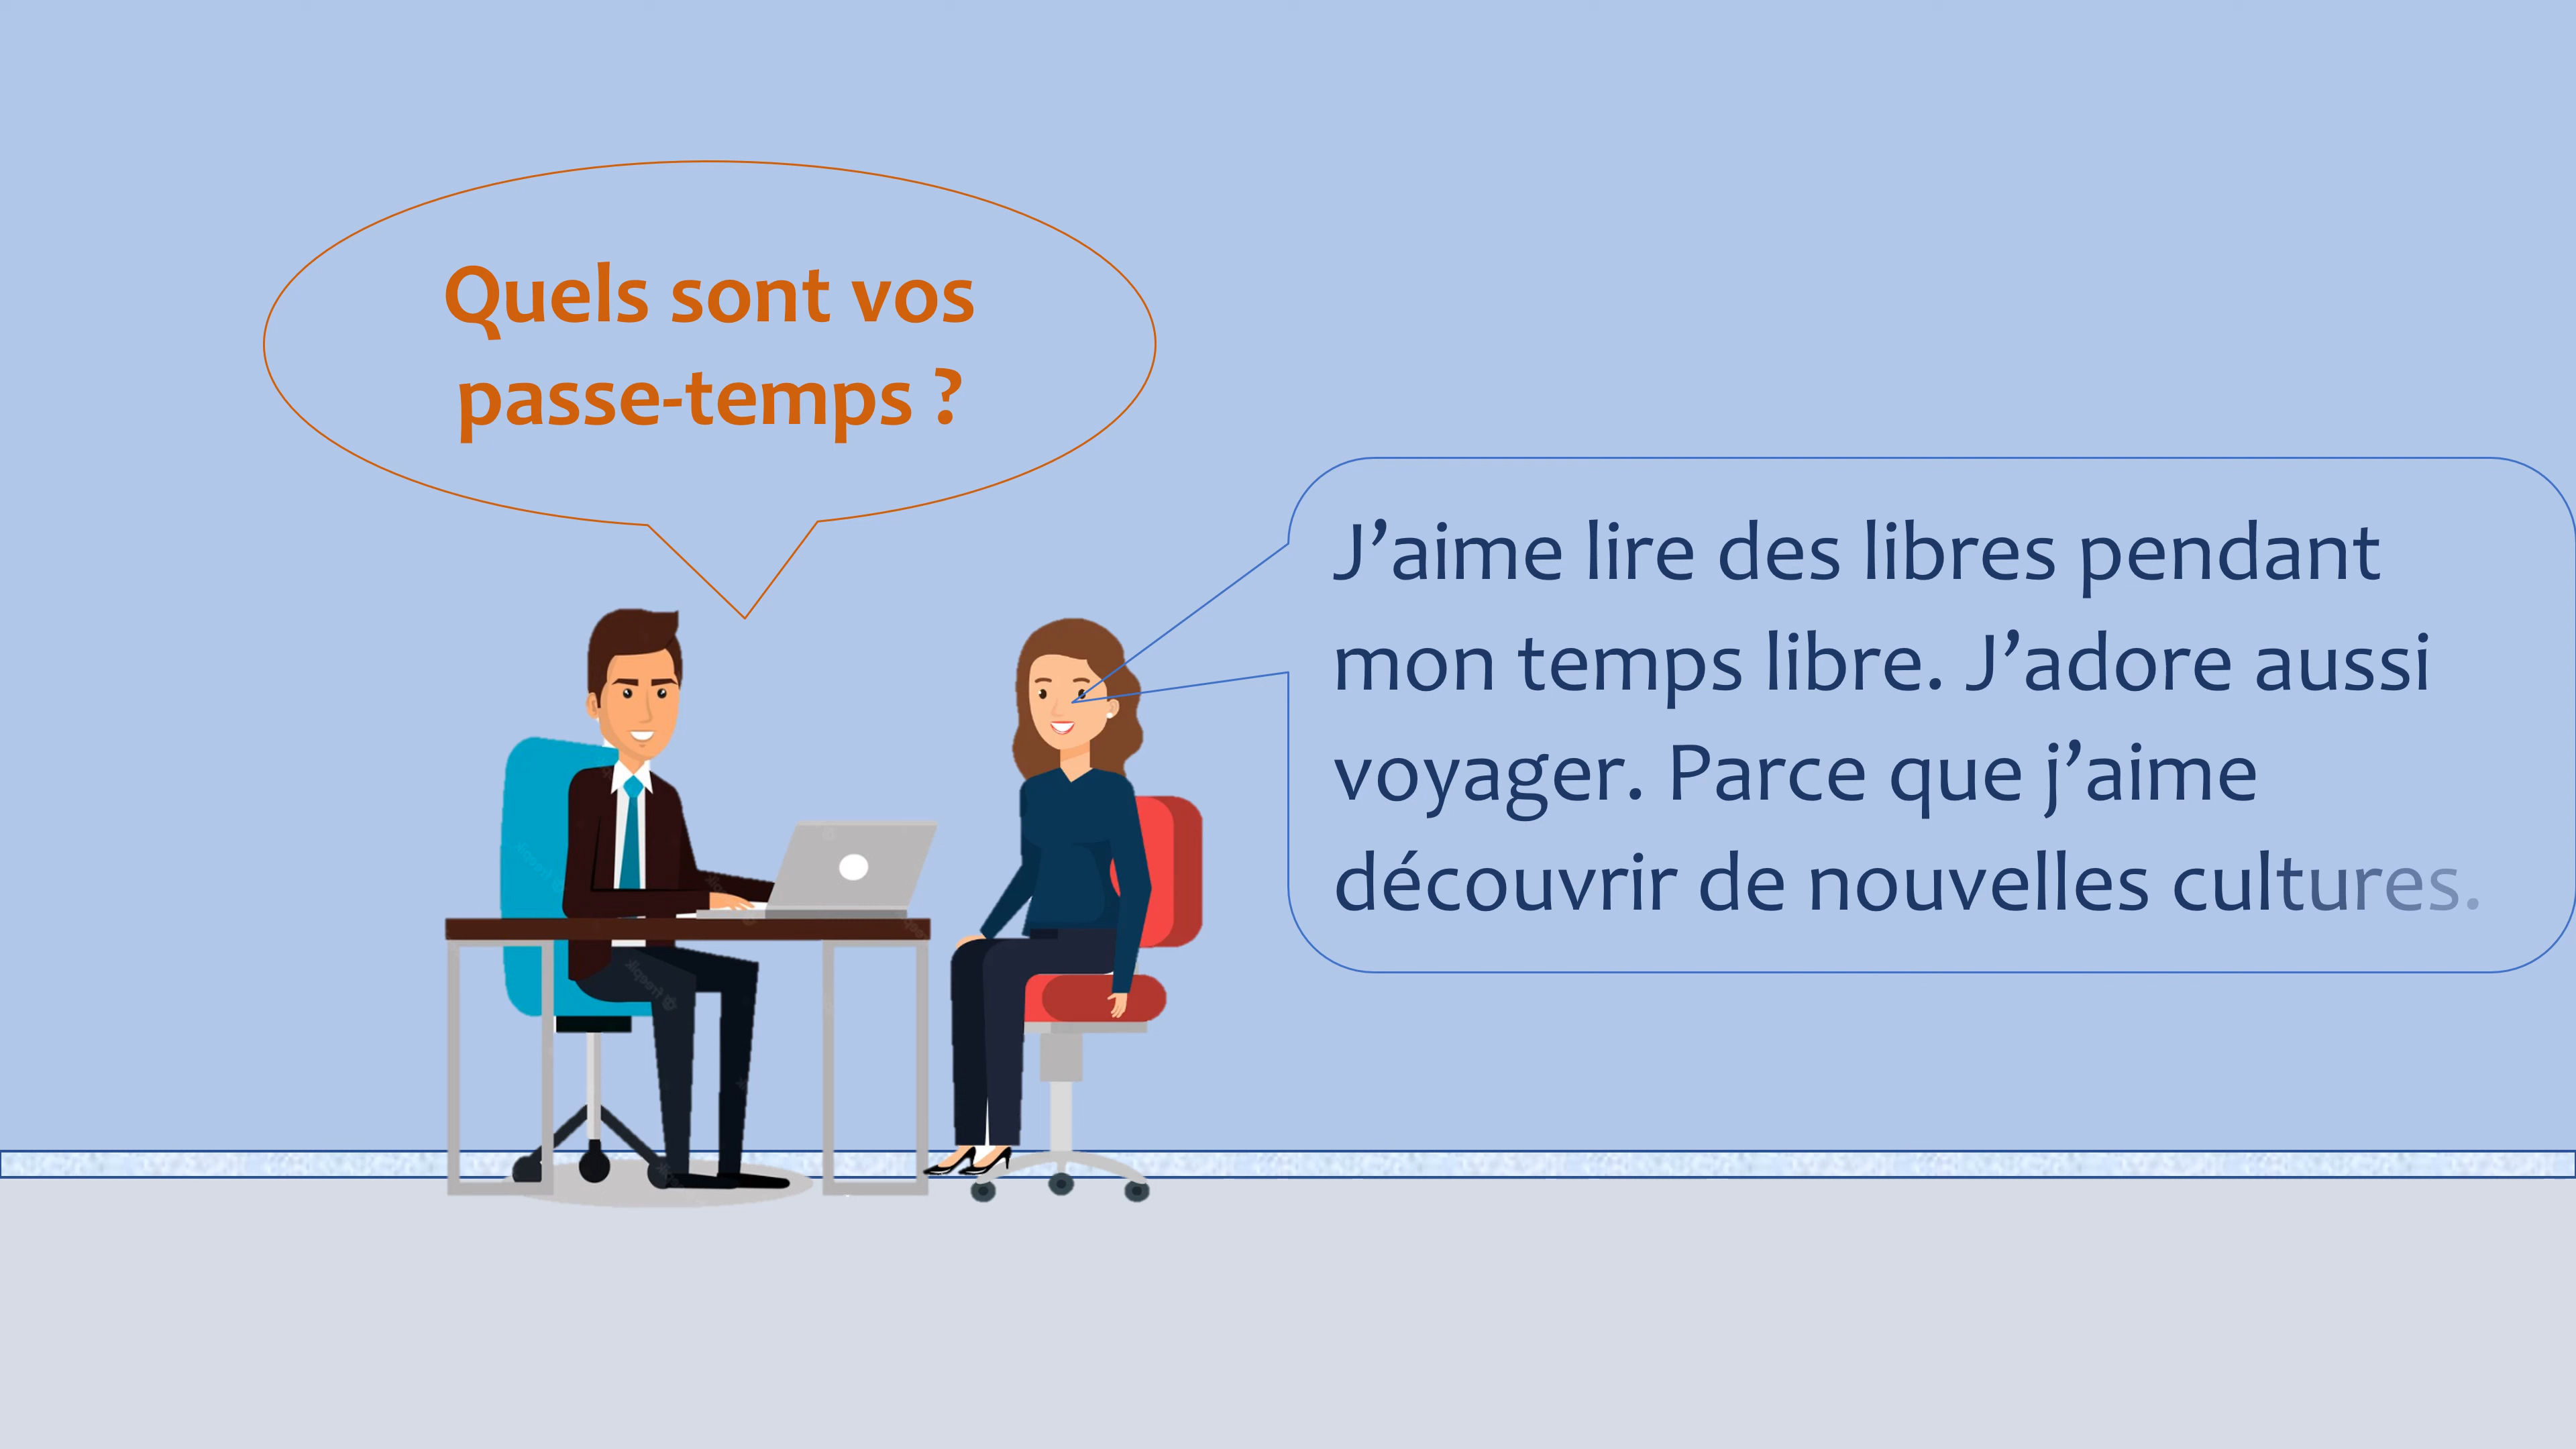 Quels sont vos
passe-temps ?
J’aime lire des libres pendant
mon temps libre. J’adore aussi
voyager. Parce que j’aime
découvrir de nouvelles cultures.